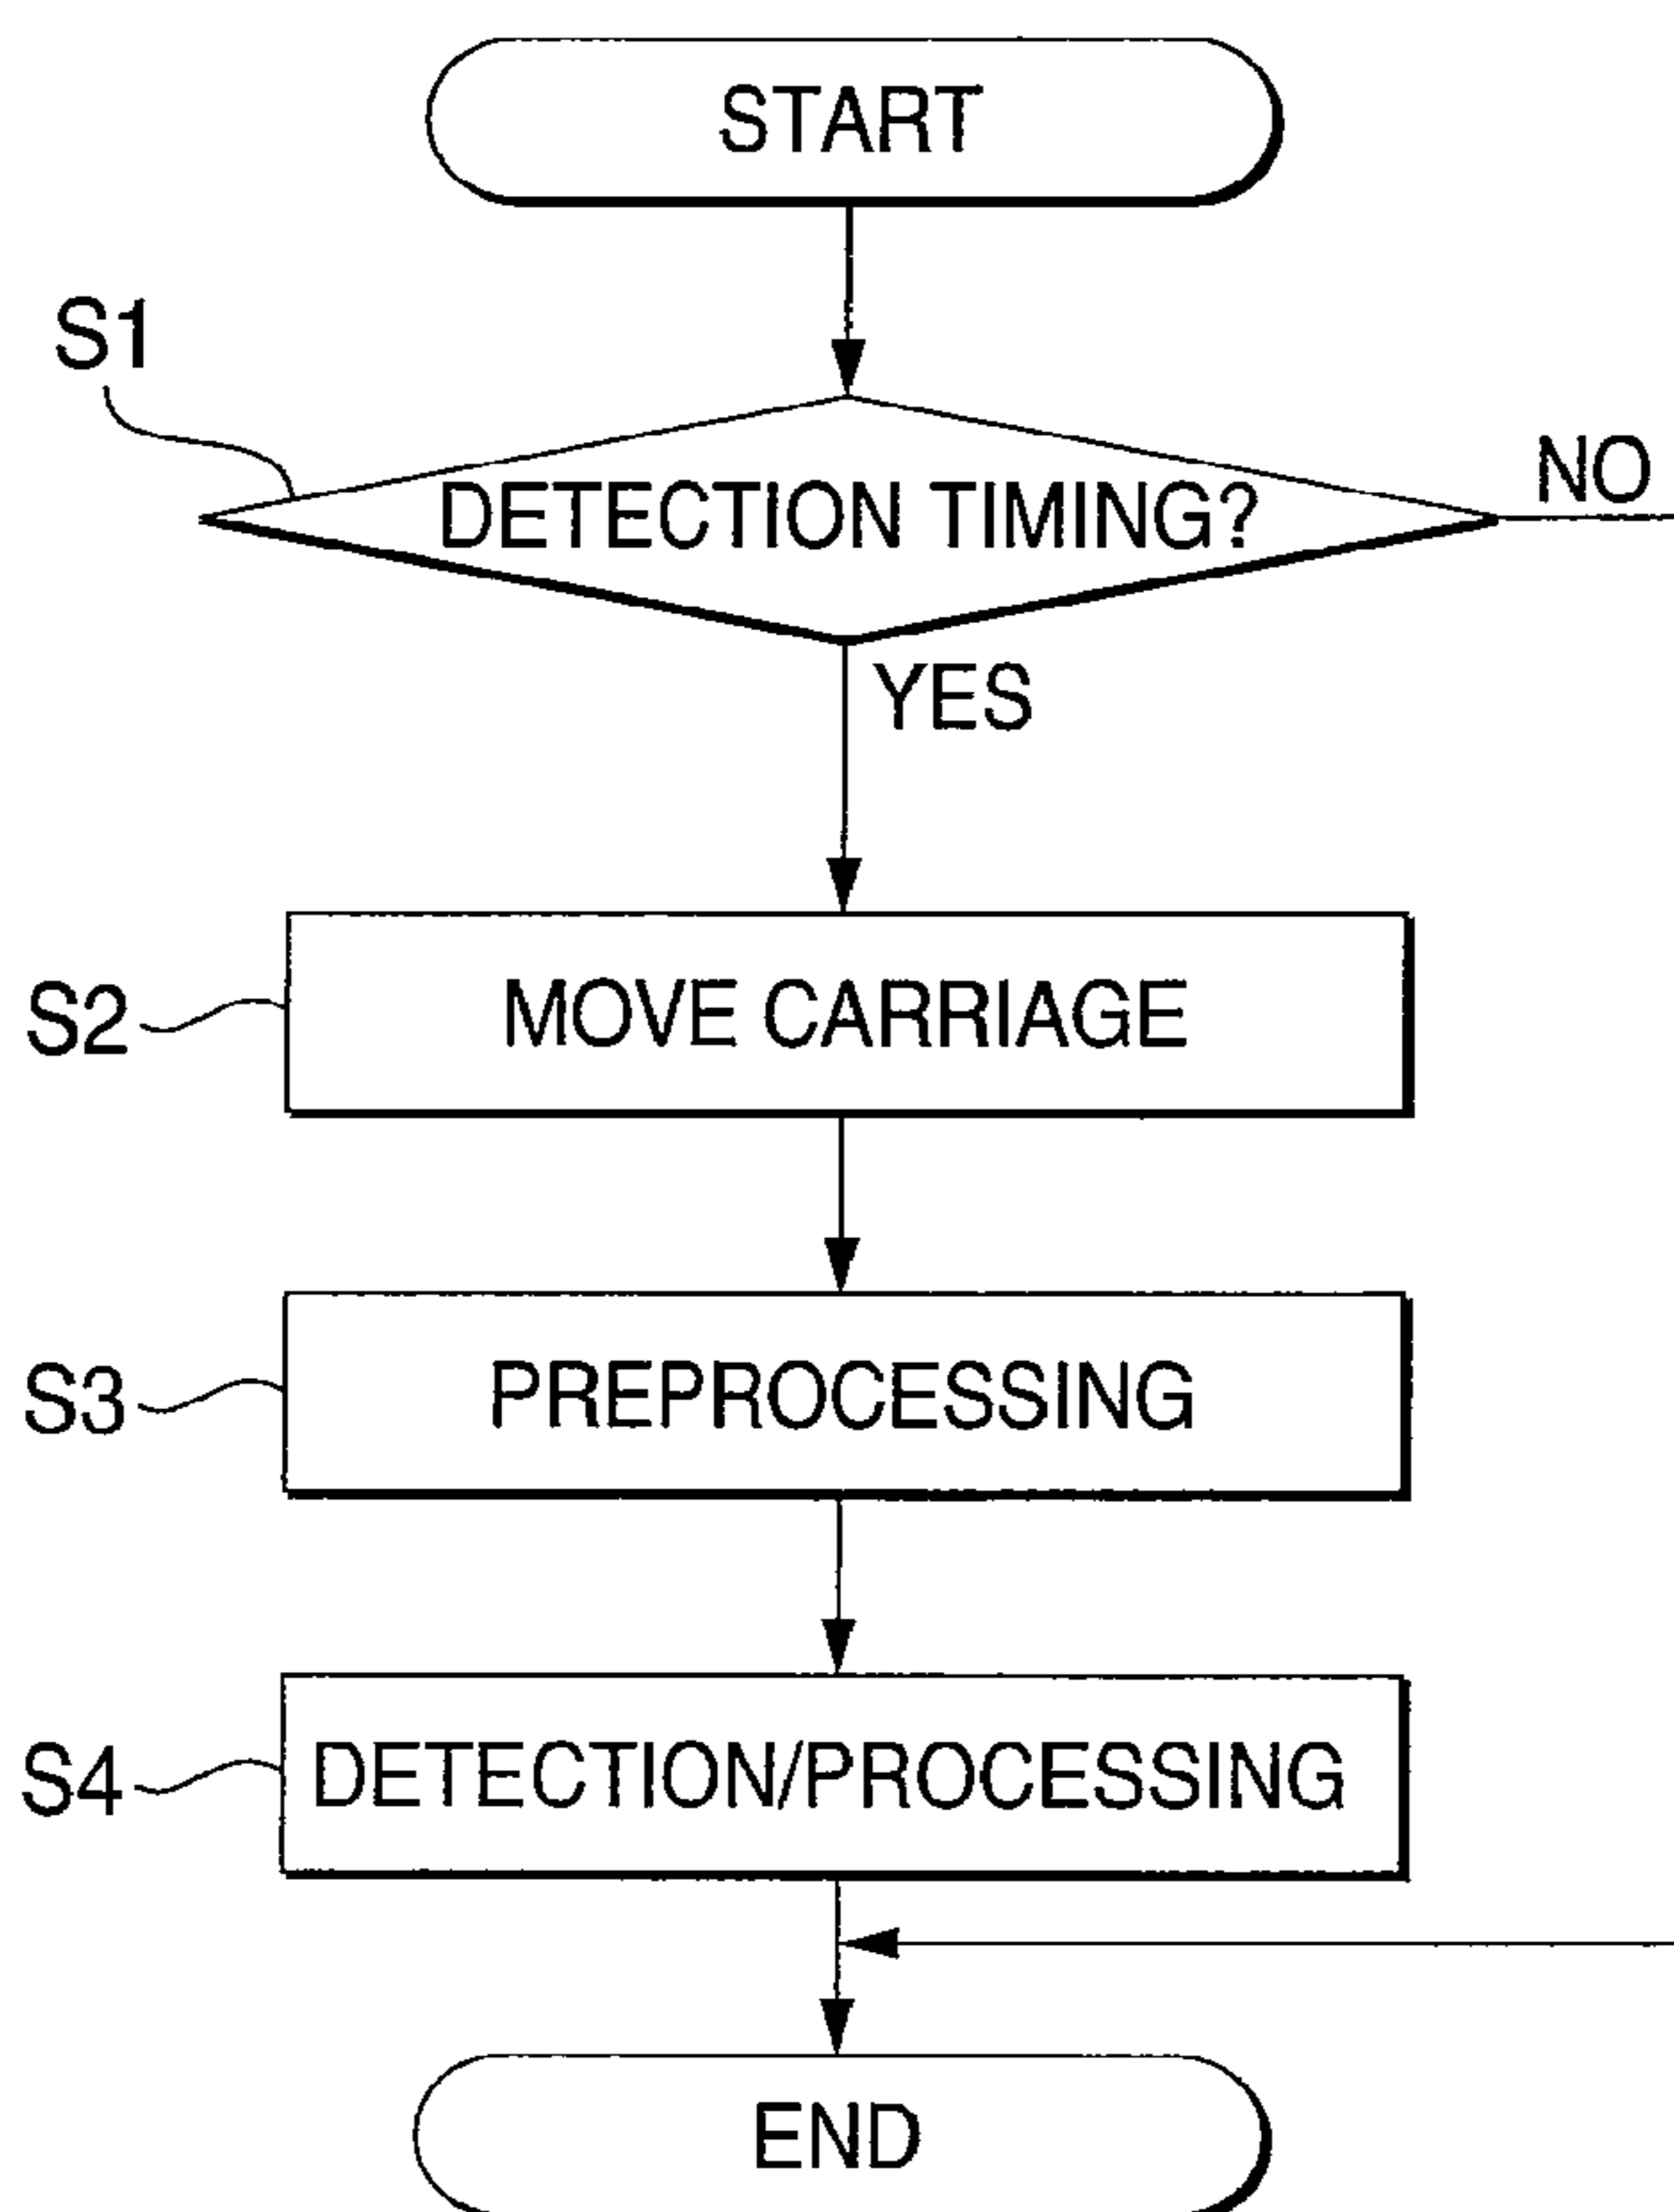 START
S1
DETECTION TIMING?
NO
YES
S2
MOVE CARRIAGE
S3
PREPROCESSING
S4
DETECTION/PROCESSING
END